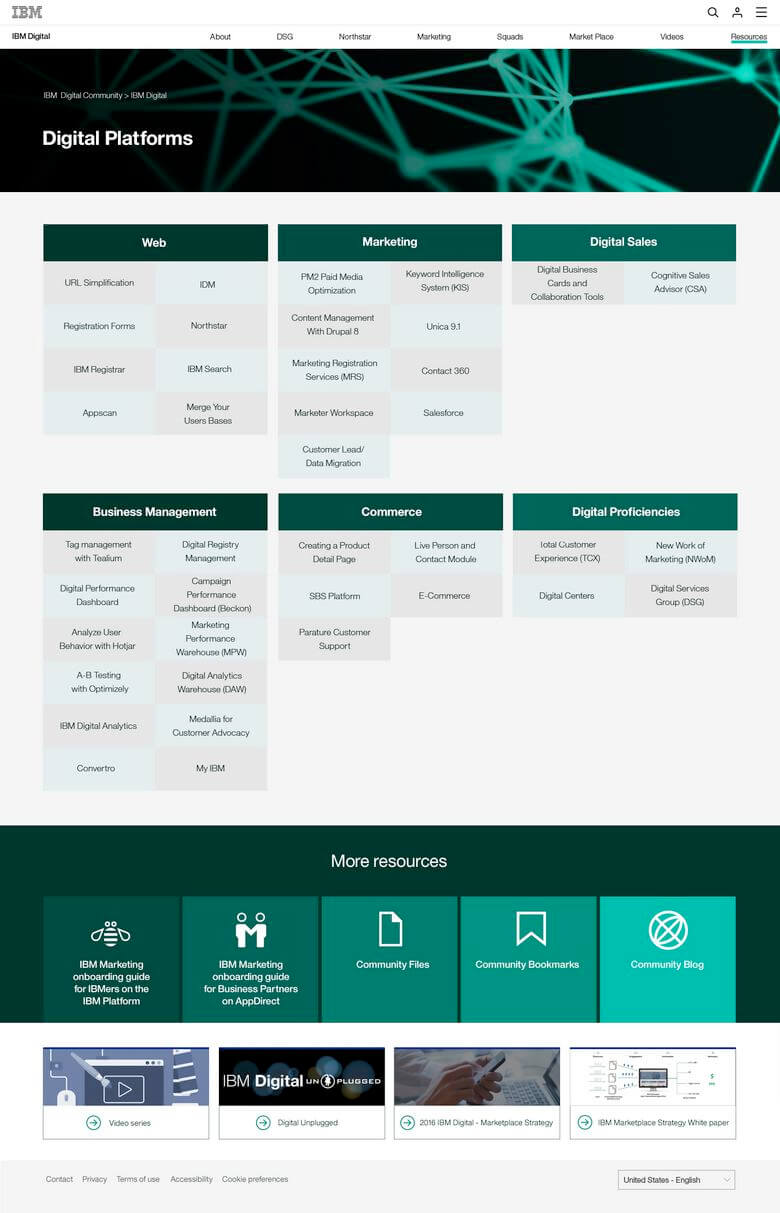 IBM
IBM Digital
About
DSG
Northstar
Marketing
Squads
Market Place
Videos
Resources
IBM Digital Community > IBM Digital
Digital Platforms
Web
URL Simplification
IDM
Registration Forms
Northstar
IBM Registrar
IBM Search
Appscan
Merge Your
Users Bases
Marketing
PM2 Paid Media
Optimization
Keyword Intelligence
System (KIS)
Content Management
With Drupal 8
Unica 9.1
Marketing Registration
Services (MRS)
Contact 360
Marketer Workspace
Salesforce
Customer Lead/
Data Migration
Digital Sales
Digital Business
Cards and
Collaboration Tools
Cognitive Sales
Advisor (CSA)
Business Management
Tag management
with Tealium
Digital Registry
Management
Digital Performance
Dashboard
Campaign
Performance
Dashboard (Beckon)
Analyze User
Behavior with Hotjar
Marketing
Performance
Warehouse (MPW)
A-B Testing
with Optimizely
Digital Analytics
Warehouse (DAW)
IBM Digital Analytics
Medallia for
Customer Advocacy
Convertro
My IBM
Commerce
Creating a Product
Detail Page
Live Person and
Contact Module
SBS Platform
E-Commerce
Parature Customer
Support
Digital Proficiencies
Total Customer
Experience (TCX)
New Work of
Marketing (NWoM)
Digital Centers
Digital Services
Group (DSG)
More resources
IBM Marketing
onboarding guide
for IBMers on the
IBM Platform
IBM Marketing
onboarding guide
for Business Partners
on AppDirect
Community Files
Community Bookmarks
Community Blog
IBM Digital UNPLUGGED
Video series
Digital Unplugged
2016 IBM Digital - Marketplace Strategy
IBM Marketplace Strategy White paper
Contact
Privacy
Terms of use
Accessibility
Cookie preferences
United States - English